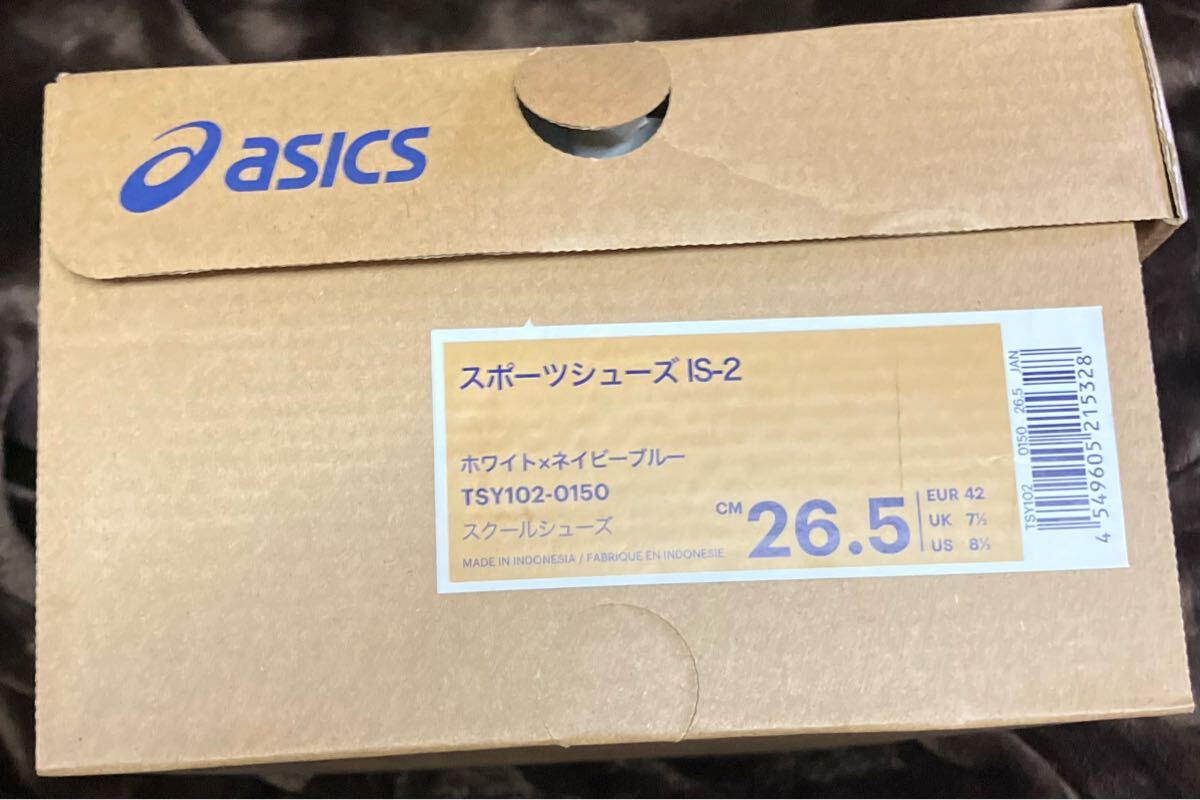 asics
スポーツシューズ IS-2
ホワイト×ネイビーブルー
TSY102-0150
スクールシューズ
MADE IN INDONESIA / FABRIQUE EN INDONESIE
CM 26.5
EUR 42
UK 7½
US 8½
TSY102 0150 26.5 JAN
4 549605 215328